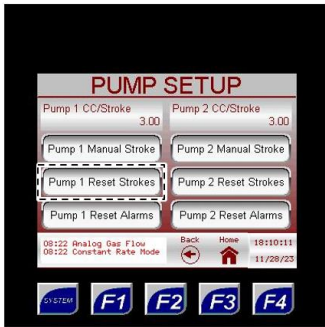 PUMP SETUP
Pump 1 CC/Stroke Pump 2 CC/Stroke
3.00 3.00
Pump 1 Manual Stroke Pump 2 Manual Stroke
Pump 1 Reset Strokes Pump 2 Reset Strokes
Pump 1 Reset Alarms Pump 2 Reset Alarms
08:22 Analog Gas Flow Back Home 18:10:11
08:22 Constant Rate Mode 11/28/23
SYSTEM F1 F2 F3 F4